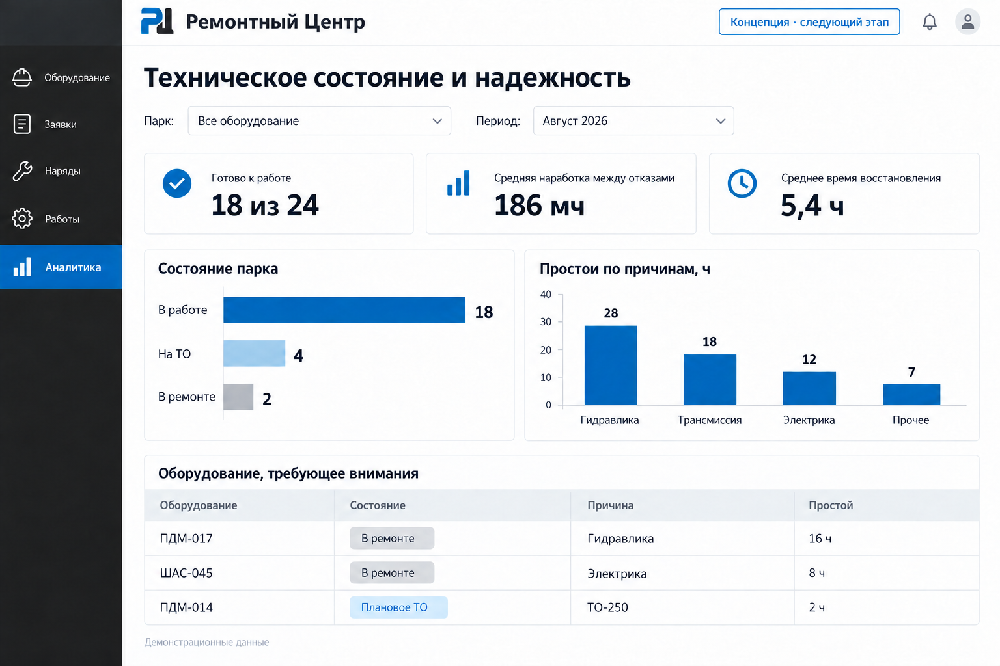 Ремонтный Центр
Концепция · следующий этап
Оборудование
Заявки
Наряды
Работы
Аналитика
Техническое состояние и надежность
Парк: Все оборудование Период: Август 2026
Готово к работе
18 из 24
Средняя наработка между отказами
186 мч
Среднее время восстановления
5,4 ч
Состояние парка
В работе 18
На ТО 4
В ремонте 2
Простои по причинам, ч
40
30
20
10
0
28
18
12
7
Гидравлика Трансмиссия Электрика Прочее
Оборудование, требующее внимания
Оборудование Состояние Причина Простой
ПДМ-017 В ремонте Гидравлика 16 ч
ШАС-045 В ремонте Электрика 8 ч
ПДМ-014 Плановое ТО ТО-250 2 ч
Демонстрационные данные